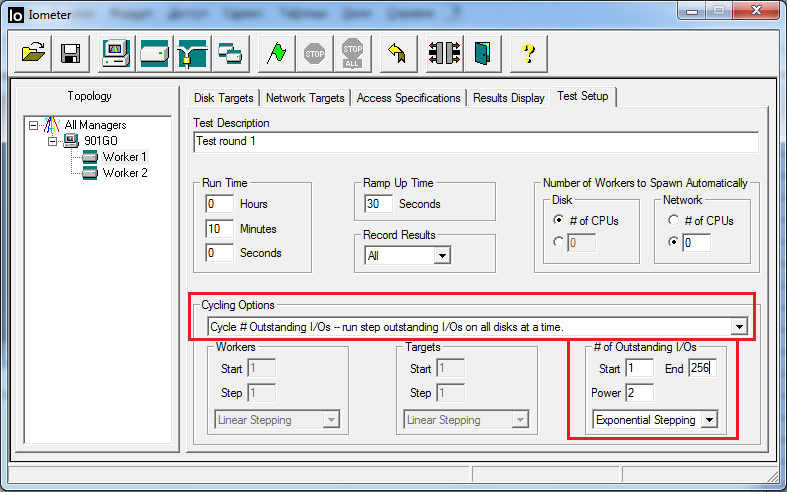 Iometer
STOP
STOP
ALL
Topology
All Managers
901GO
Worker 1
Worker 2
Disk Targets
Network Targets
Access Specifications
Results Display
Test Setup
Test Description
Test round 1
Run Time
0 Hours
10 Minutes
0 Seconds
Ramp Up Time
30 Seconds
Record Results
All
Number of Workers to Spawn Automatically
Disk
# of CPUs
0
Network
# of CPUs
0
Cycling Options
Cycle # Outstanding I/Os -- run step outstanding I/Os on all disks at a time.
Workers
Start 1
Step 1
Linear Stepping
Targets
Start 1
Step 1
Linear Stepping
# of Outstanding I/Os
Start 1 End 256
Power 2
Exponential Stepping